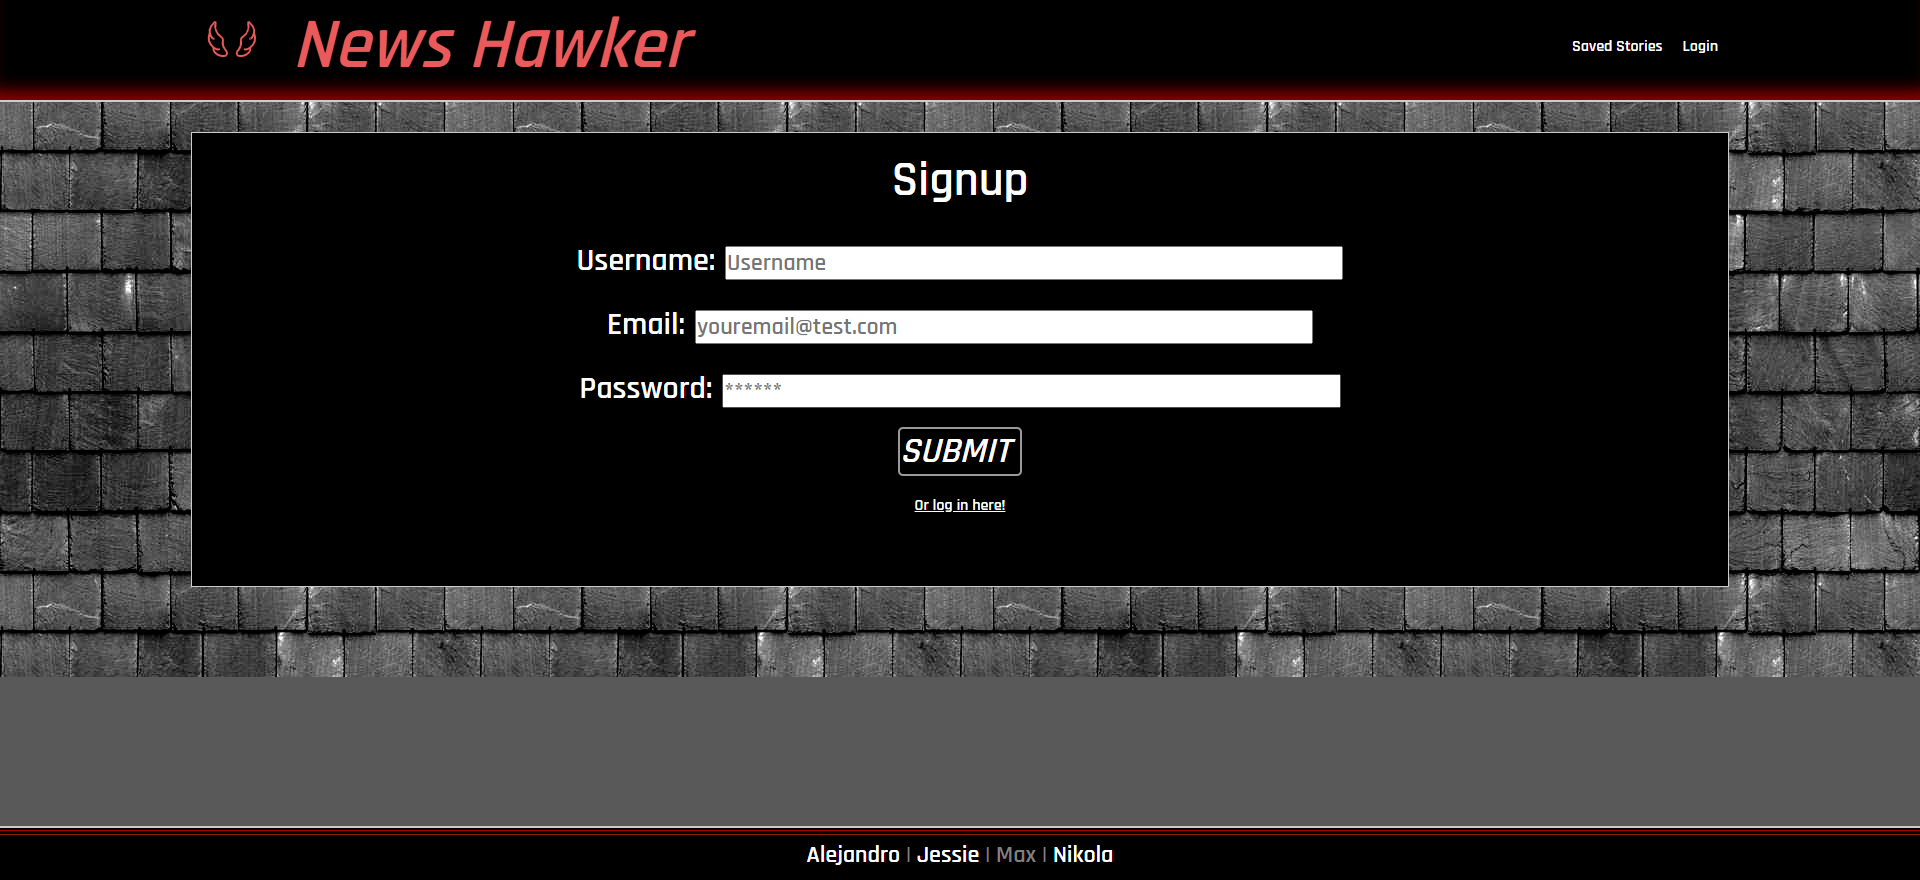 News Hawker
Saved Stories Login
Signup
Username: Username
Email: youremail@test.com
Password: ******
SUBMIT
Or log in here!
Alejandro | Jessie | Max | Nikola